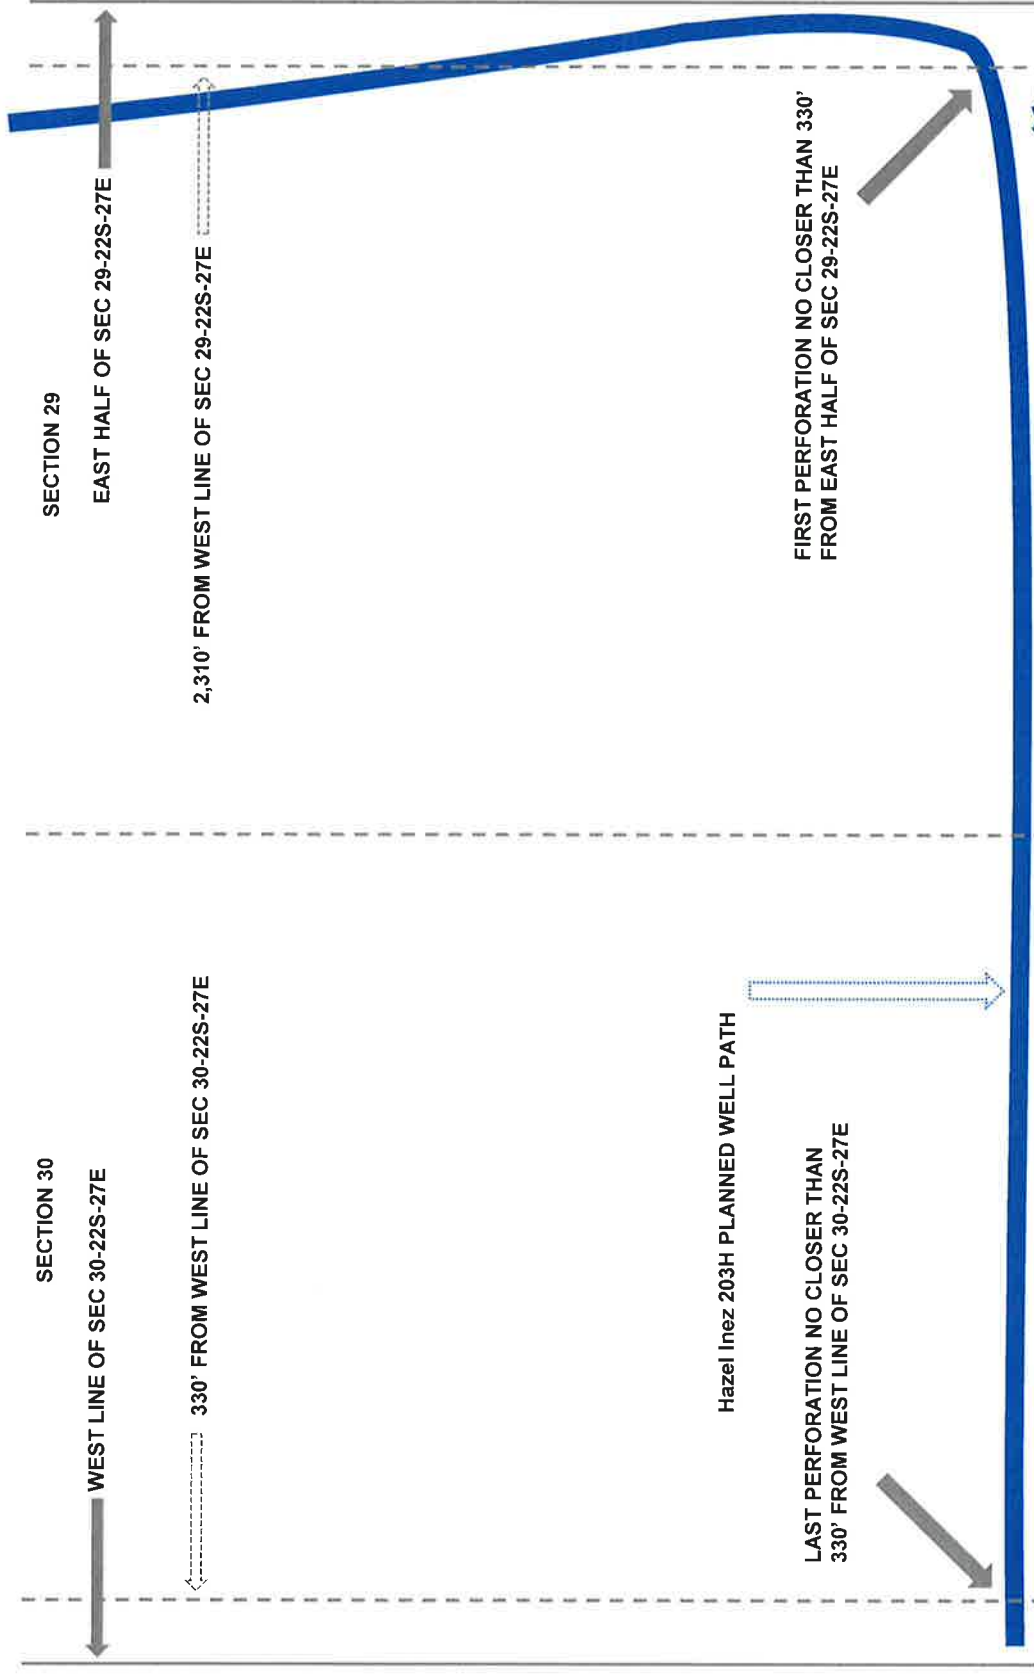 SECTION 30
WEST LINE OF SEC 30-22S-27E
330' FROM WEST LINE OF SEC 30-22S-27E
Hazel Inez 203H PLANNED WELL PATH
LAST PERFORATION NO CLOSER THAN
330' FROM WEST LINE OF SEC 30-22S-27E
SECTION 29
EAST HALF OF SEC 29-22S-27E
2,310' FROM WEST LINE OF SEC 29-22S-27E
FIRST PERFORATION NO CLOSER THAN 330'
FROM EAST HALF OF SEC 29-22S-27E